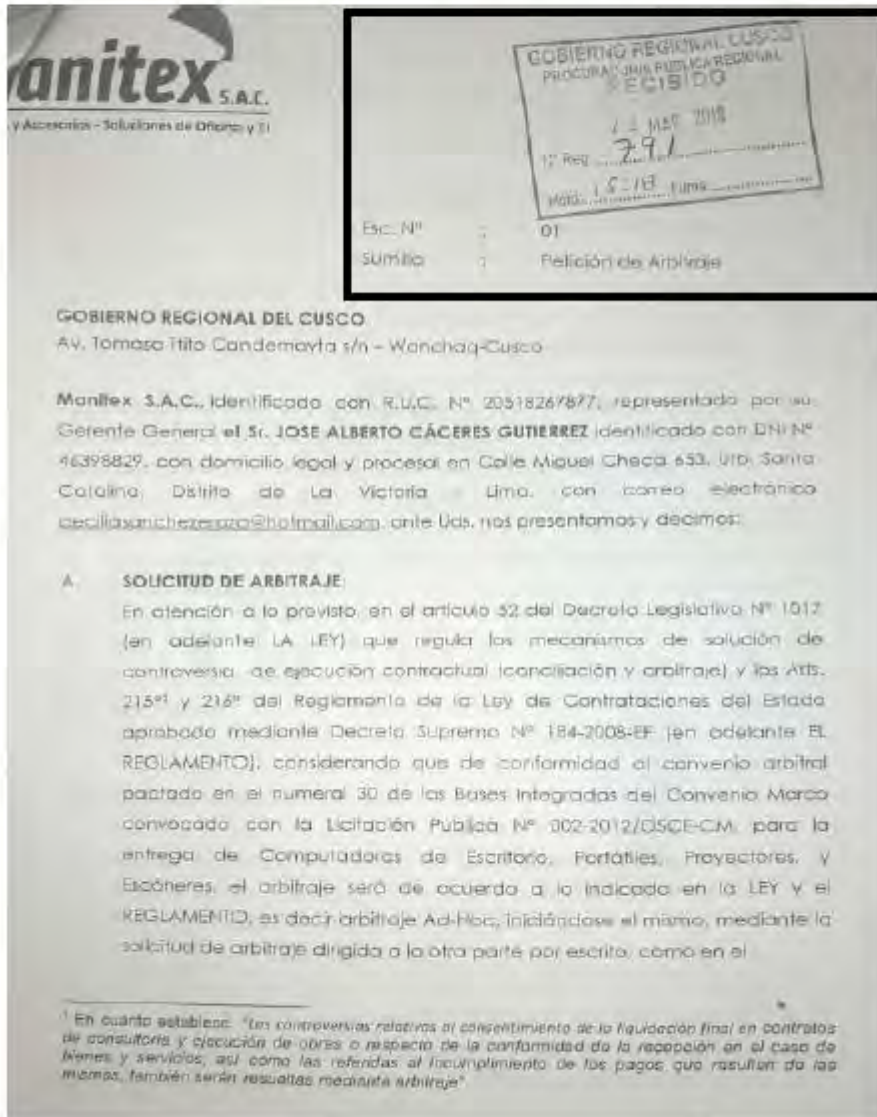 anitex S.A.C.
y Accesorios - Soluciones de Oficina y TI
GOBIERNO REGIONAL CUSCO
PROCURADURIA PUBLICA REGIONAL
RECIBIDO
MAR 2018
N° Reg. 791
Hora: Firma
Esc. N° : 01
Sumilla : Petición de Arbitraje
GOBIERNO REGIONAL DEL CUSCO
Av. Tomasa Ttito Condemayta s/n – Wanchaq-Cusco
Manitex S.A.C., identificado con R.U.C. N° 20518267877, representado por su
Gerente General el Sr. JOSE ALBERTO CÁCERES GUTIERREZ identificado con DNI N°
46398829, con domicilio legal y procesal en Calle Miguel Checa 653, Urb. Santa
Catalina, Distrito de La Victoria - Lima, con correo electrónico
ceciliasanchezerazo@hotmail.com, ante Uds. nos presentamos y decimos:
A. SOLICITUD DE ARBITRAJE
En atención a lo previsto, en el artículo 52 del Decreto Legislativo N° 1017
(en adelante LA LEY) que regula los mecanismos de solución de
controversia de ejecución contractual (conciliación y arbitraje) y los Arts.
215°1 y 216° del Reglamento de la Ley de Contrataciones del Estado
aprobado mediante Decreto Supremo N° 184-2008-EF (en adelante EL
REGLAMENTO), considerando que de conformidad al convenio arbitral
pactado en el numeral 30 de las Bases Integradas del Convenio Marco
convocado con la Licitación Pública N° 002-2012/OSCE-CM, para la
entrega de Computadoras de Escritorio, Portátiles, Proyectores, y
Escáneres, el arbitraje será de acuerdo a lo indicado en la LEY y el
REGLAMENTO, es decir arbitraje Ad-Hoc, iniciándose el mismo, mediante la
solicitud de arbitraje dirigida a la otra parte por escrito, como en el
1 En cuanto establece: "Las controversias relativas al consentimiento de la liquidación final en contratos
de consultoría y ejecución de obras o respecto de la conformidad de la recepción en el caso de
bienes y servicios, así como las referidas al incumplimiento de los pagos que resulten de las
mismas, también serán resueltas mediante arbitraje"